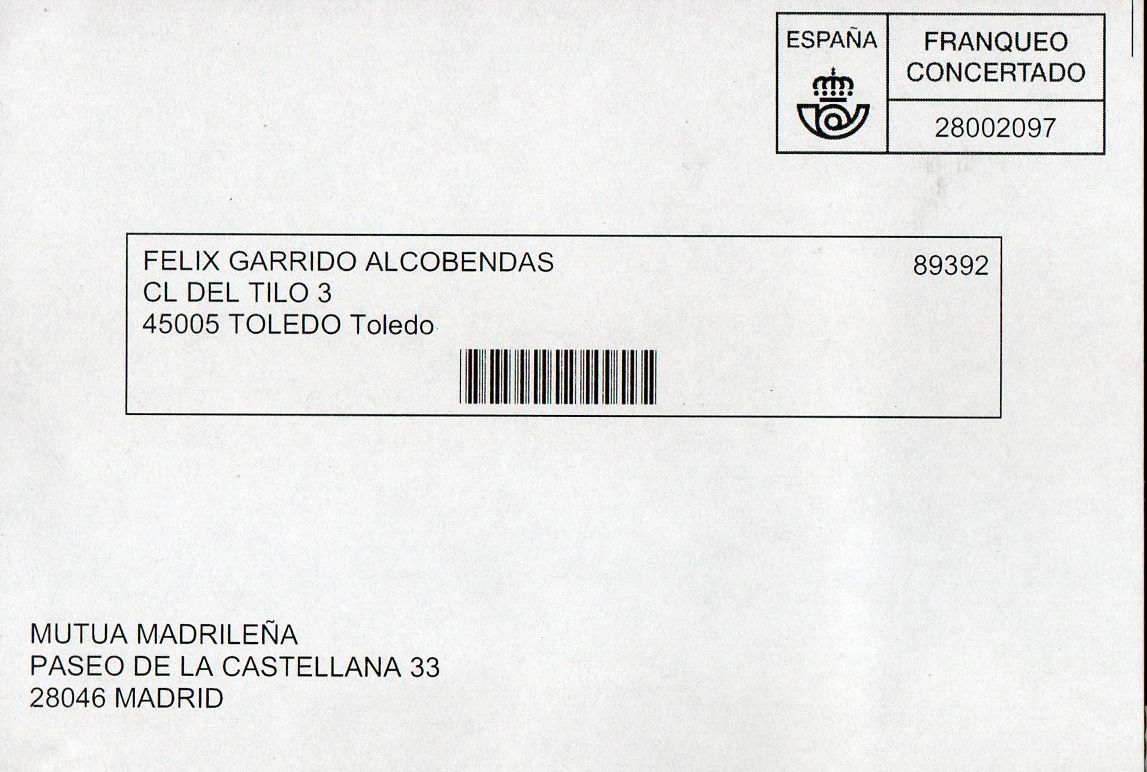 ESPAÑA
FRANQUEO
CONCERTADO
28002097
FELIX GARRIDO ALCOBENDAS 89392
CL DEL TILO 3
45005 TOLEDO Toledo
MUTUA MADRILEÑA
PASEO DE LA CASTELLANA 33
28046 MADRID